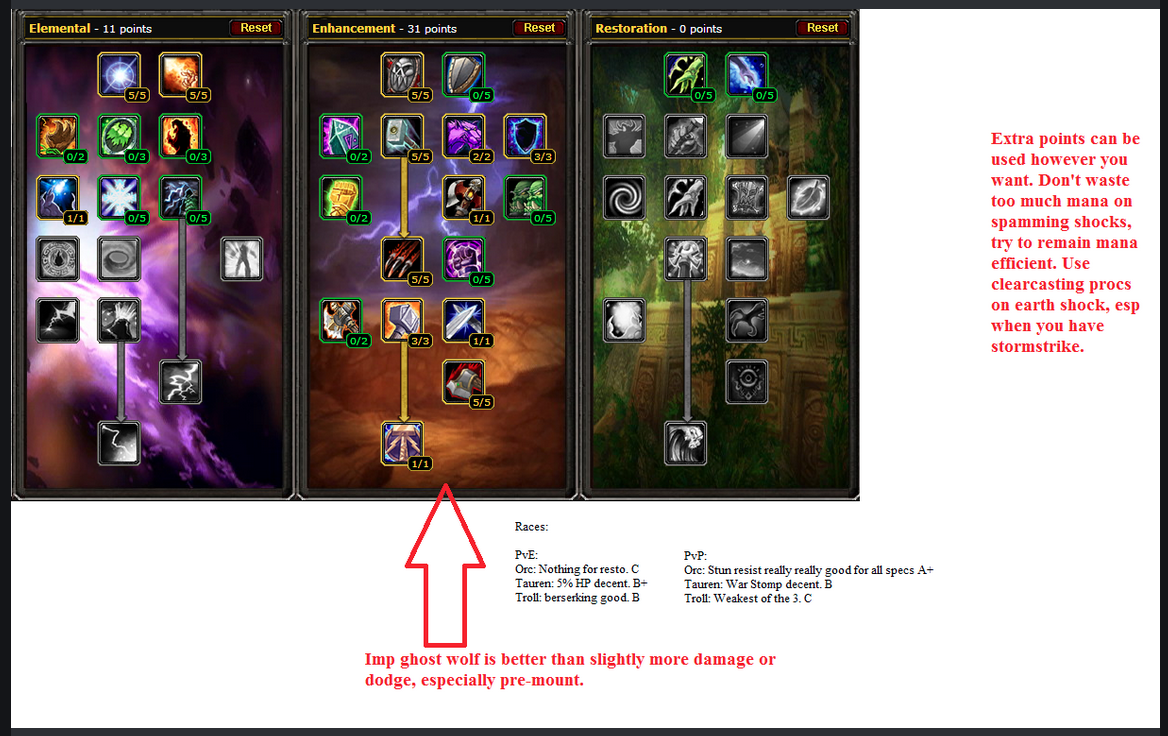 Elemental - 11 points Reset
Enhancement - 31 points Reset
Restoration - 0 points Reset
5/5 5/5
5/5 0/5
0/5 0/5
0/2 0/3 0/3
0/2 5/5 2/2 3/3
1/1 0/5 0/5
0/2 1/1 0/5
5/5 0/5
0/2 3/3 1/1
5/5
1/1
Extra points can be
used however you
want. Don't waste
too much mana on
spamming shocks,
try to remain mana
efficient. Use
clearcasting procs
on earth shock, esp
when you have
stormstrike.
Races:
PvE:
Orc: Nothing for resto. C
Tauren: 5% HP decent. B+
Troll: berserking good. B
PvP:
Orc: Stun resist really really good for all specs A+
Tauren: War Stomp decent. B
Troll: Weakest of the 3. C
Imp ghost wolf is better than slightly more damage or
dodge, especially pre-mount.